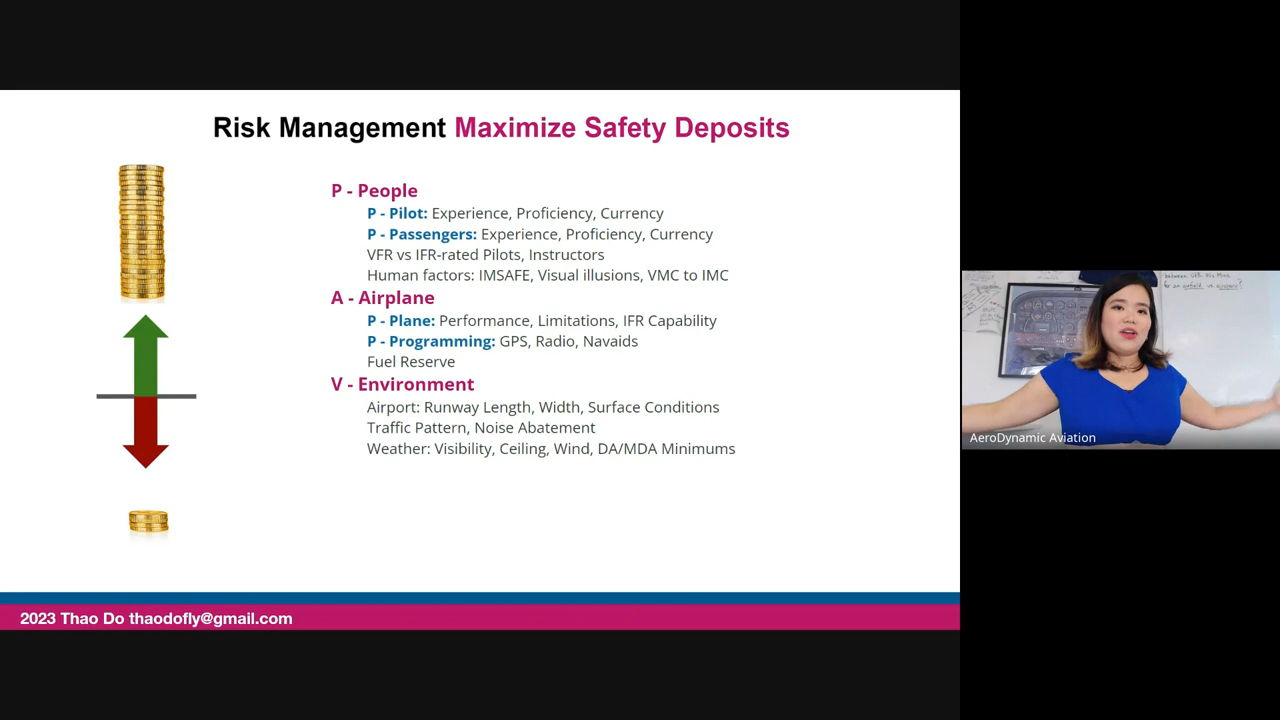 Risk Management Maximize Safety Deposits
P - People
P - Pilot: Experience, Proficiency, Currency
P - Passengers: Experience, Proficiency, Currency
VFR vs IFR-rated Pilots, Instructors
Human factors: IMSAFE, Visual illusions, VMC to IMC
A - Airplane
P - Plane: Performance, Limitations, IFR Capability
P - Programming: GPS, Radio, Navaids
Fuel Reserve
V - Environment
Airport: Runway Length, Width, Surface Conditions
Traffic Pattern, Noise Abatement
Weather: Visibility, Ceiling, Wind, DA/MDA Minimums
2023 Thao Do thaodofly@gmail.com
AeroDynamic Aviation